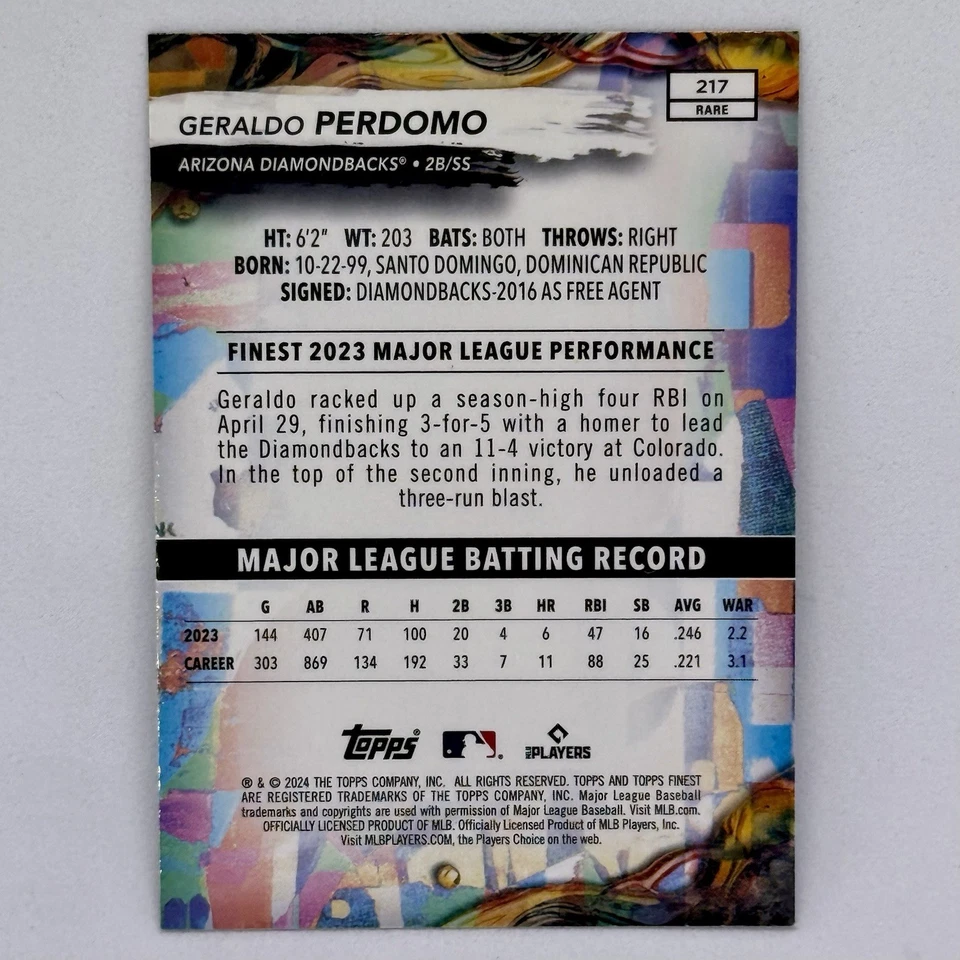 217
RARE
GERALDO PERDOMO
ARIZONA DIAMONDBACKS® • 2B/SS
HT: 6'2" WT: 203 BATS: BOTH THROWS: RIGHT
BORN: 10-22-99, SANTO DOMINGO, DOMINICAN REPUBLIC
SIGNED: DIAMONDBACKS-2016 AS FREE AGENT
FINEST 2023 MAJOR LEAGUE PERFORMANCE
Geraldo racked up a season-high four RBI on
April 29, finishing 3-for-5 with a homer to lead
the Diamondbacks to an 11-4 victory at Colorado.
In the top of the second inning, he unloaded a
three-run blast.
MAJOR LEAGUE BATTING RECORD
G AB R H 2B 3B HR RBI SB AVG WAR
2023 144 407 71 100 20 4 6 47 16 .246 2.2
CAREER 303 869 134 192 33 7 11 88 25 .221 3.1
Topps® ® MLB PLAYERS
® & © 2024 THE TOPPS COMPANY, INC. ALL RIGHTS RESERVED. TOPPS AND TOPPS FINEST
ARE REGISTERED TRADEMARKS OF THE TOPPS COMPANY, INC. Major League Baseball
trademarks and copyrights are used with permission of Major League Baseball. Visit MLB.com.
OFFICIALLY LICENSED PRODUCT OF MLB. Officially Licensed Product of MLB Players, Inc.
Visit MLBPLAYERS.COM, the Players Choice on the web.